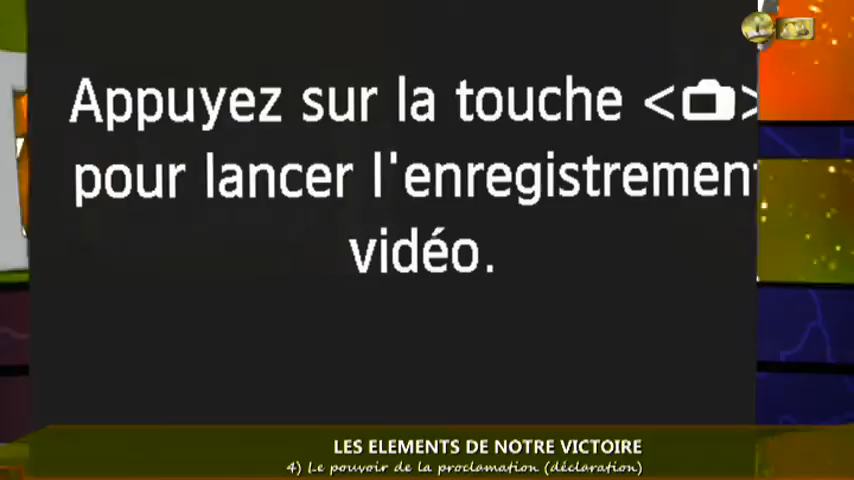 Appuyez sur la touche < >
pour lancer l'enregistrement
vidéo.
LES ELEMENTS DE NOTRE VICTOIRE
4) Le pouvoir de la proclamation (déclaration)